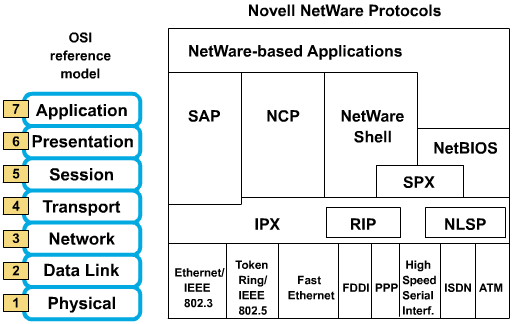 Novell NetWare Protocols
OSI
reference
model
7 Application
6 Presentation
5 Session
4 Transport
3 Network
2 Data Link
1 Physical
NetWare-based Applications
SAP
NCP
NetWare
Shell
NetBIOS
SPX
IPX
RIP
NLSP
Ethernet/
IEEE
802.3
Token
Ring/
IEEE
802.5
Fast
Ethernet
FDDI
PPP
High
Speed
Serial
Interf.
ISDN
ATM